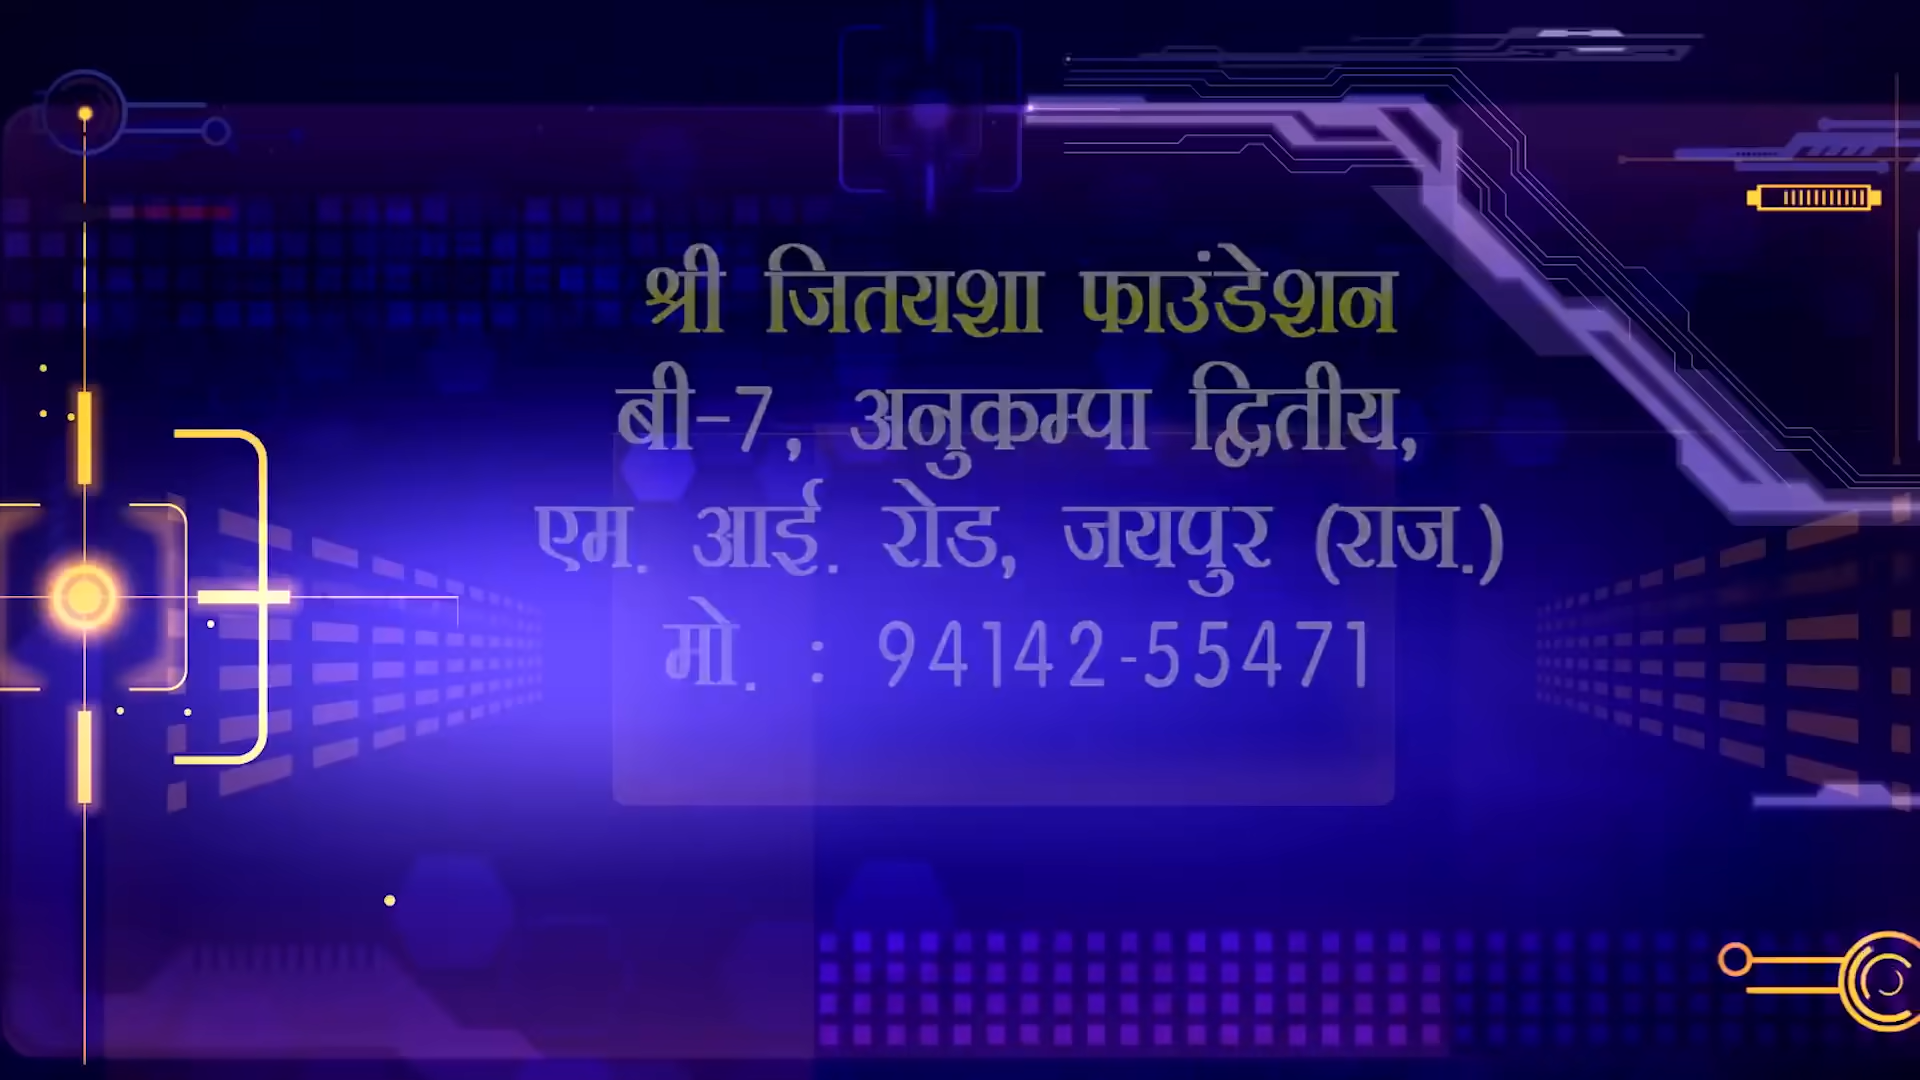 श्री जितयशा फाउंडेशन
बी-7, अनुकम्पा द्वितीय,
एम. आई. रोड, जयपुर (राज.)
मो. : 94142-55471